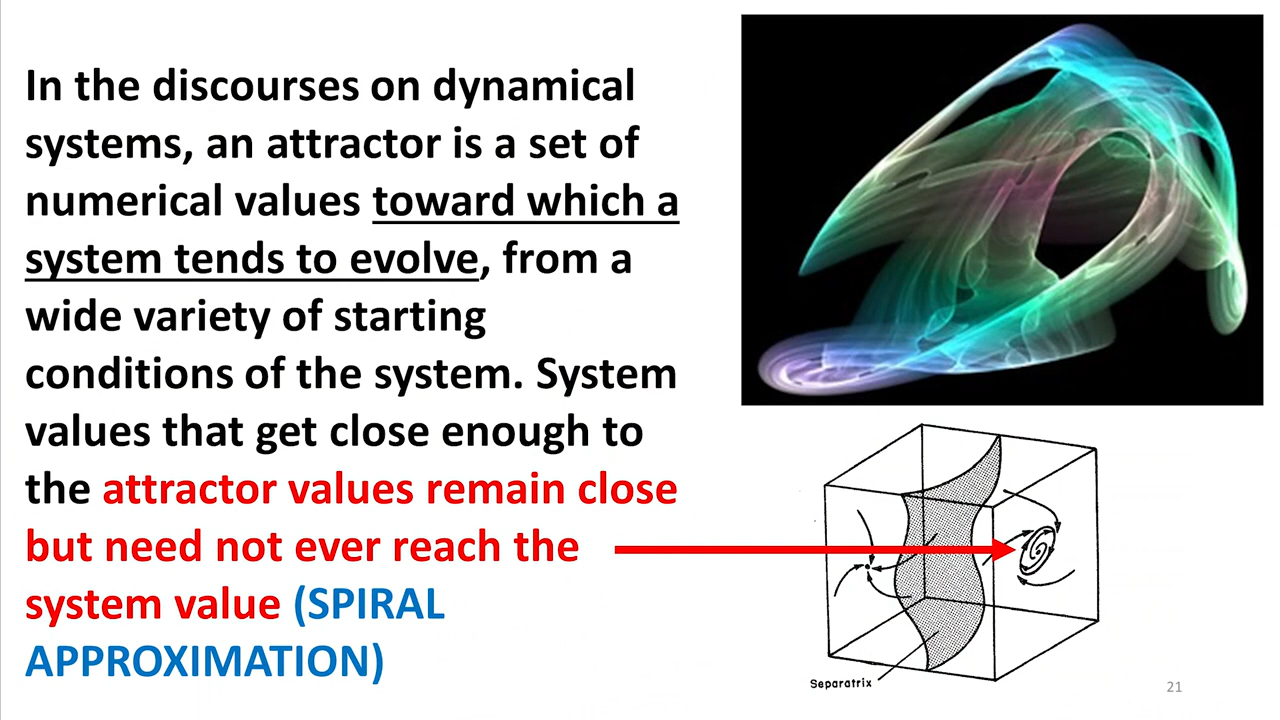 In the discourses on dynamical
systems, an attractor is a set of
numerical values toward which a
system tends to evolve, from a
wide variety of starting
conditions of the system. System
values that get close enough to
the attractor values remain close
but need not ever reach the
system value (SPIRAL
APPROXIMATION)
Separatrix
21